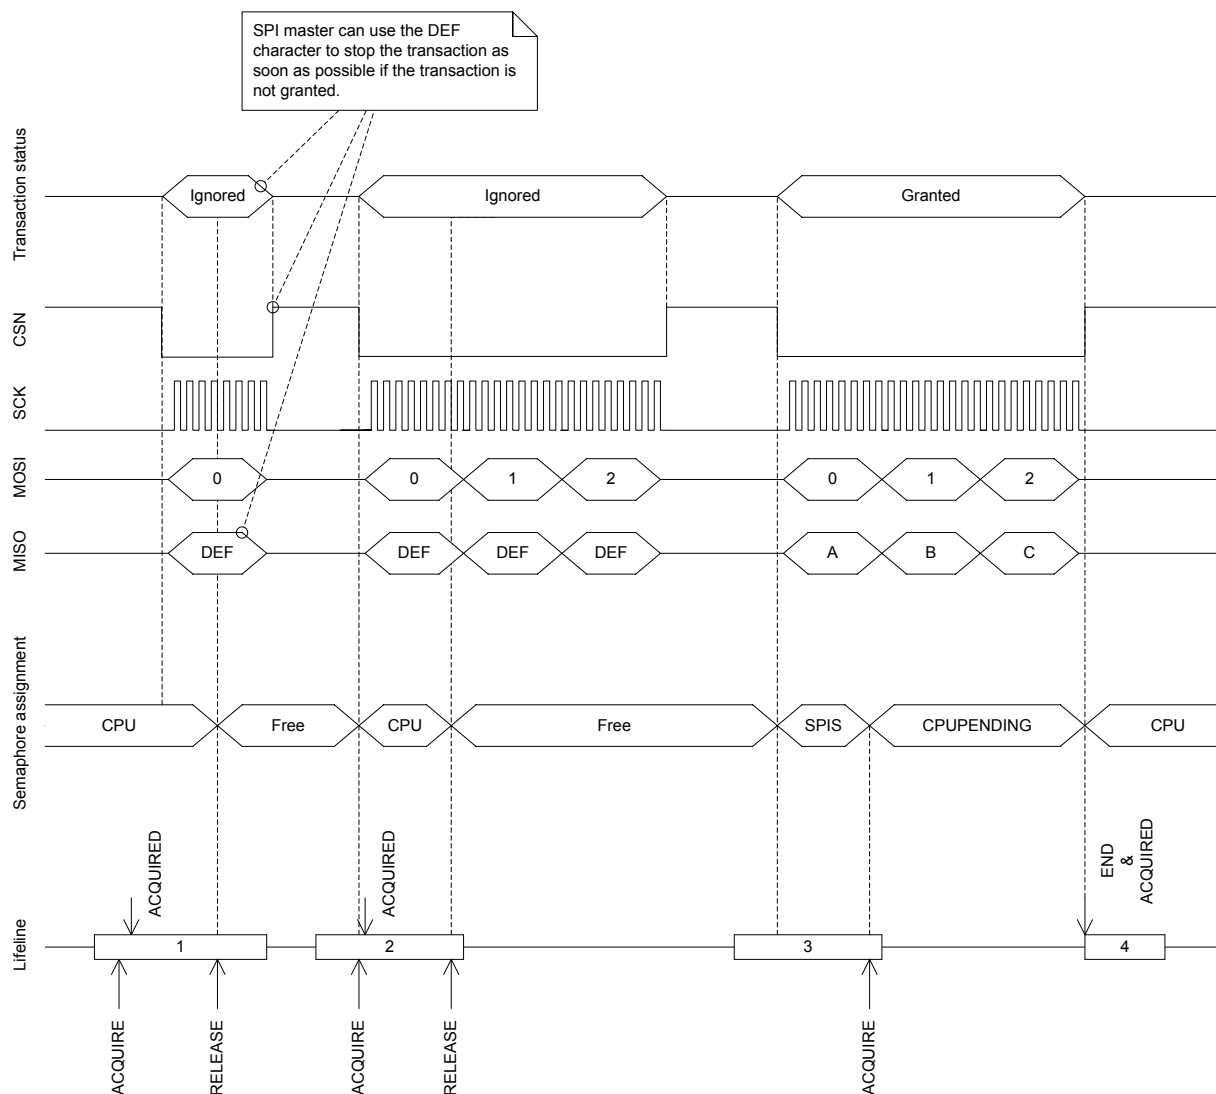 SPI master can use the DEF
character to stop the transaction as
soon as possible if the transaction is
not granted.
Transaction status
Ignored
Ignored
Granted
CSN
SCK
MOSI
0
0
1
2
0
1
2
MISO
DEF
DEF
DEF
DEF
A
B
C
Semaphore assignment
CPU
Free
CPU
Free
SPIS
CPUPENDING
CPU
ACQUIRED
ACQUIRED
END
&
ACQUIRED
Lifeline
1
2
3
4
ACQUIRE
RELEASE
ACQUIRE
RELEASE
ACQUIRE